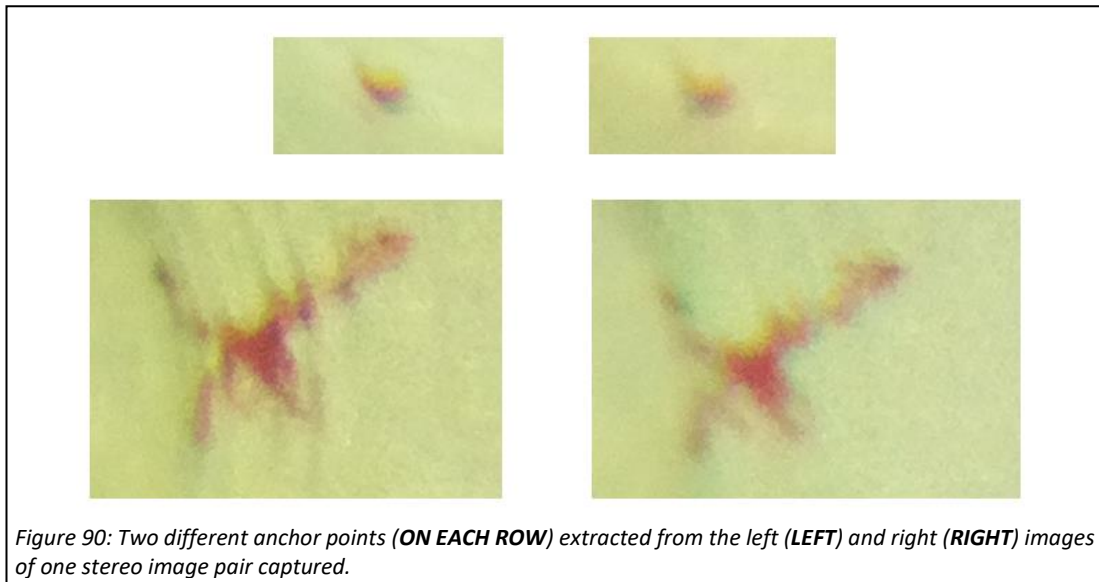 Figure 90: Two different anchor points (ON EACH ROW) extracted from the left (LEFT) and right (RIGHT) images
of one stereo image pair captured.